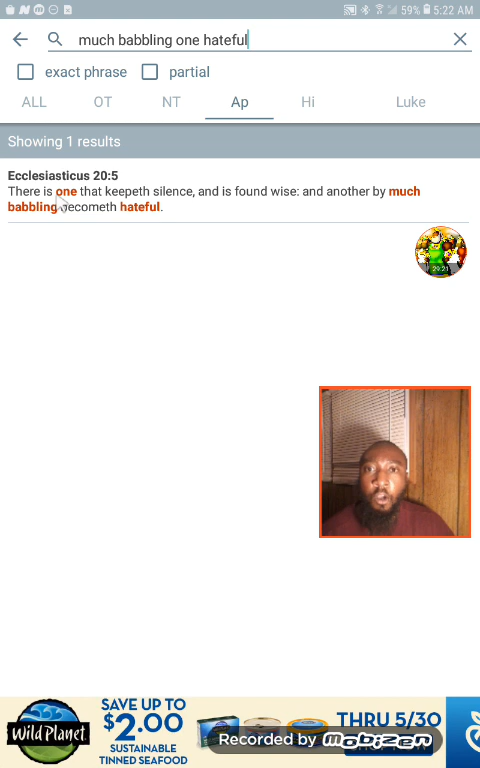 59% 5:22 AM
much babbling one hateful
exact phrase partial
ALL OT NT Ap Hi Luke
Showing 1 results
Ecclesiasticus 20:5
There is one that keepeth silence, and is found wise: and another by much
babbling becometh hateful.
29:21
SAVE UP TO
$2.00
SUSTAINABLE
TINNED SEAFOOD
Wild Planet
THRU 5/30
Recorded by mobizen